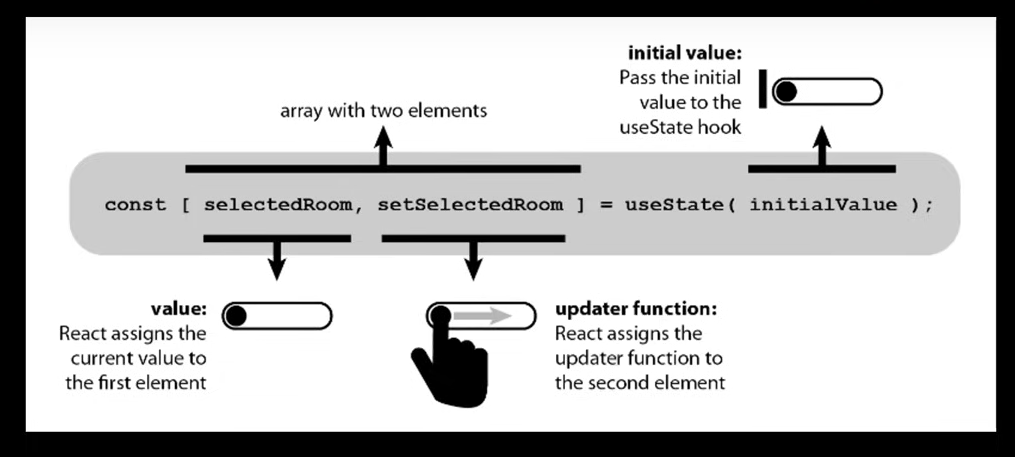 initial value:
Pass the initial
value to the
useState hook
array with two elements
const [ selectedRoom, setSelectedRoom ] = useState( initialValue );
value:
React assigns the
current value to
the first element
updater function:
React assigns the
updater function to
the second element